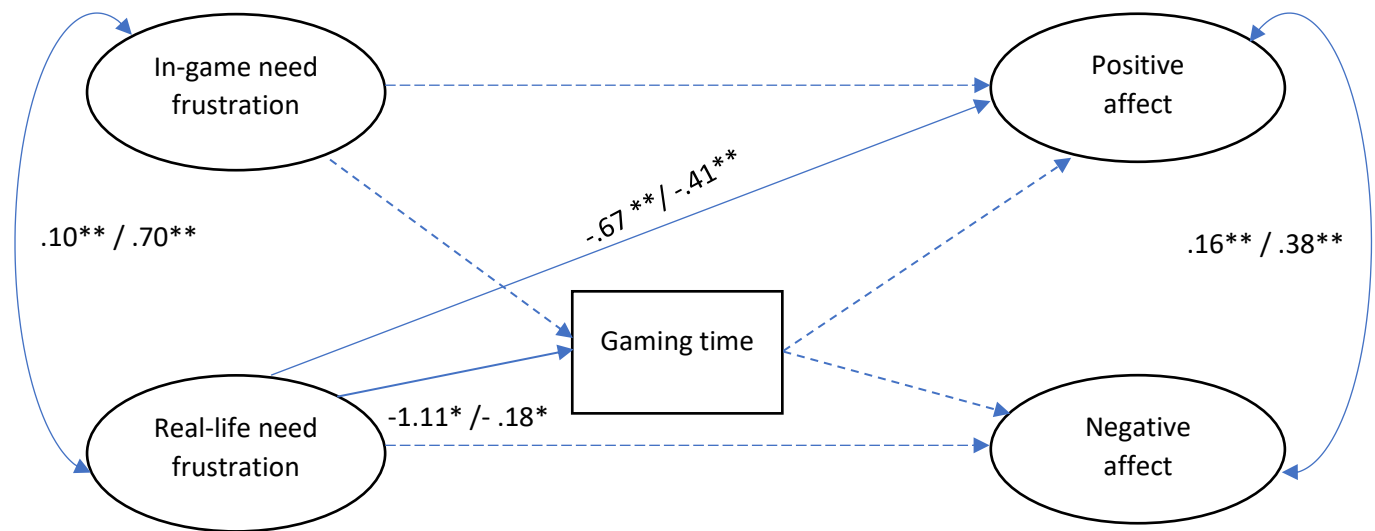 In-game need
frustration
Positive
affect
-.67 ** / -.41**
.10** / .70**
.16** / .38**
Gaming time
-1.11* /- .18*
Real-life need
frustration
Negative
affect